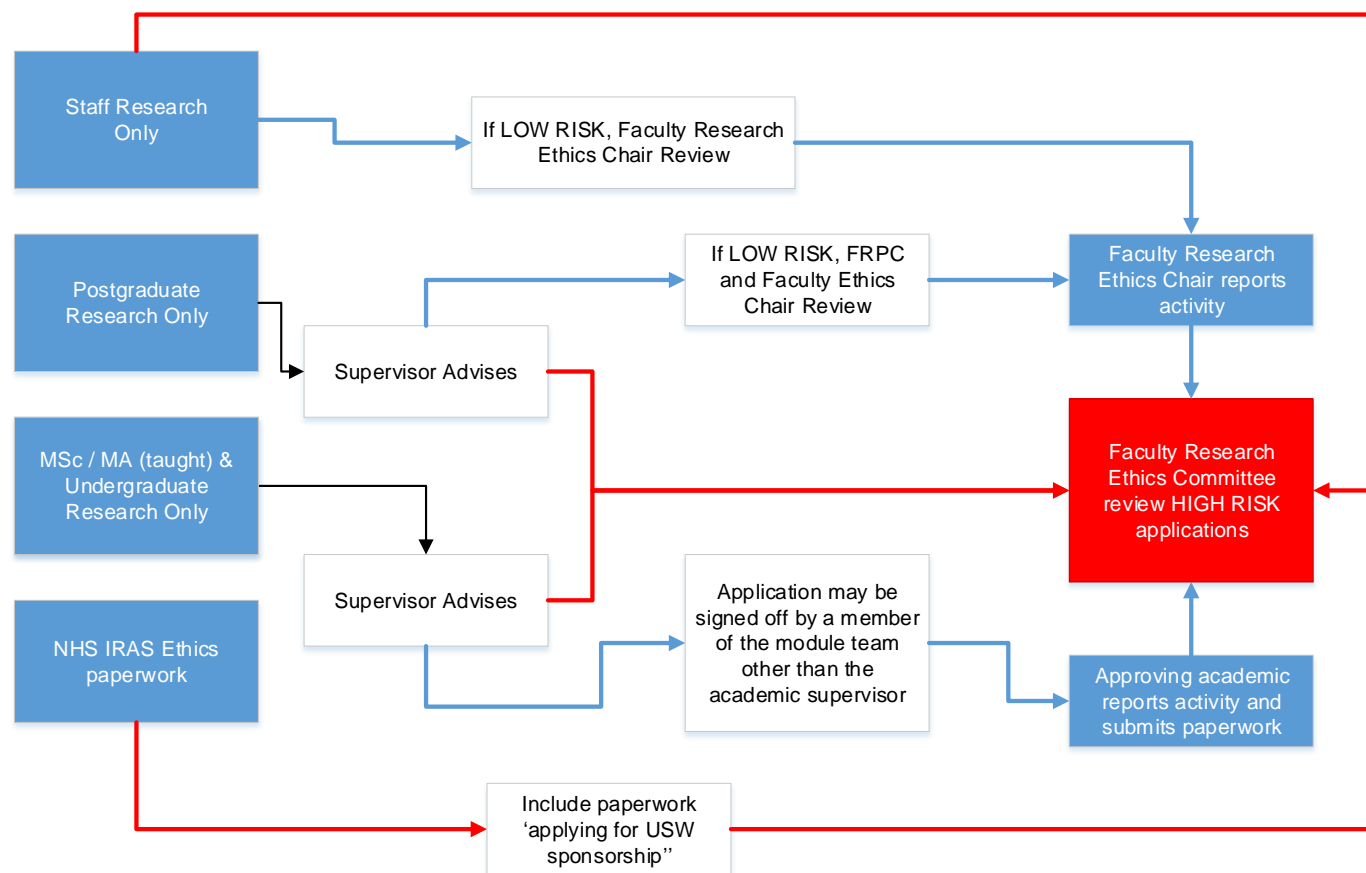 Staff Research
Only
If LOW RISK, Faculty Research
Ethics Chair Review
Postgraduate
Research Only
If LOW RISK, FRPC
and Faculty Ethics
Chair Review
Faculty Research
Ethics Chair reports
activity
Supervisor Advises
MSc / MA (taught) &
Undergraduate
Research Only
Faculty Research
Ethics Committee
review HIGH RISK
applications
Supervisor Advises
NHS IRAS Ethics
paperwork
Application may be
signed off by a member
of the module team
other than the
academic supervisor
Approving academic
reports activity and
submits paperwork
Include paperwork
‘applying for USW
sponsorship’’